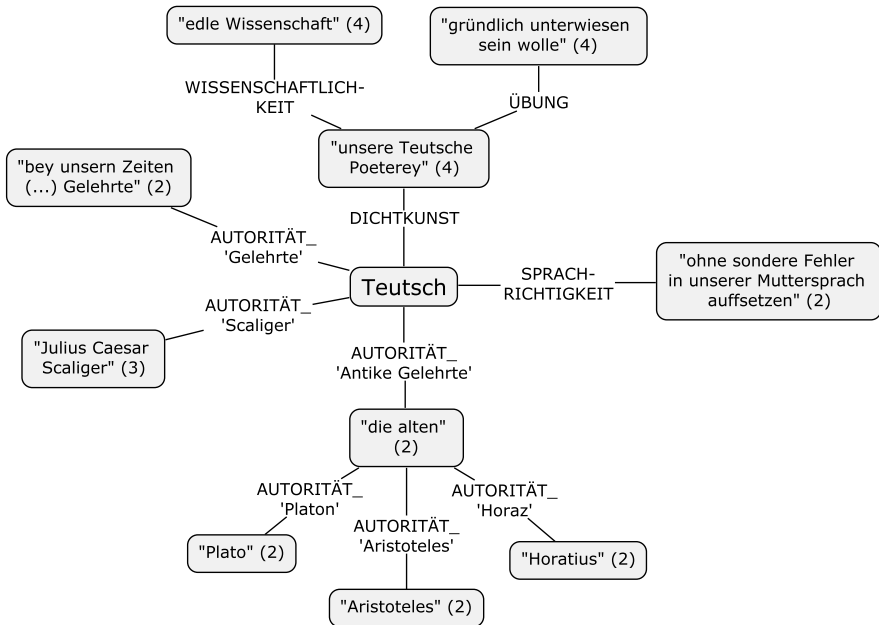 "edle Wissenschaft" (4)
"gründlich unterwiesen
sein wolle" (4)
WISSENSCHAFTLICH-
KEIT
ÜBUNG
"unsere Teutsche
Poeterey" (4)
"bey unsern Zeiten
(...) Gelehrte" (2)
DICHTKUNST
AUTORITÄT_
'Gelehrte'
Teutsch
SPRACH-
RICHTIGKEIT
"ohne sondere Fehler
in unserer Muttersprach
auffsetzen" (2)
AUTORITÄT_
'Scaliger'
"Julius Caesar
Scaliger" (3)
AUTORITÄT_
'Antike Gelehrte'
"die alten"
(2)
AUTORITÄT_
'Platon'
AUTORITÄT_
'Aristoteles'
AUTORITÄT_
'Horaz'
"Plato" (2)
"Horatius" (2)
"Aristoteles" (2)